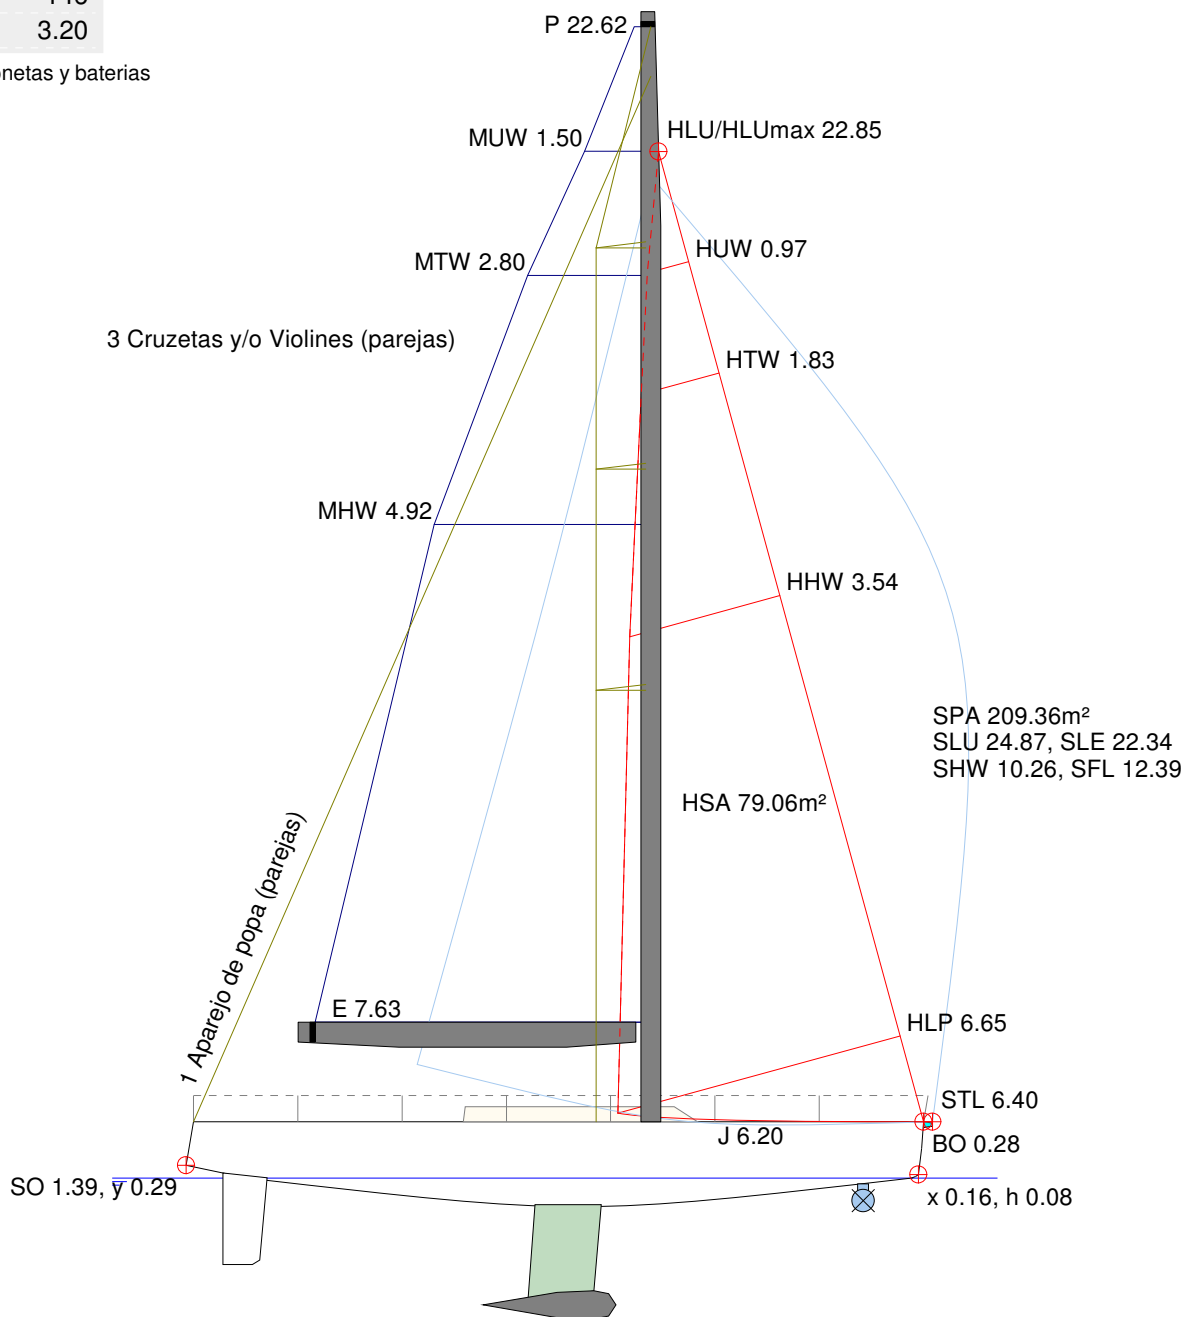 3.20
netas y baterias
P 22.62
HLU/HLUmax 22.85
MUW 1.50
HUW 0.97
MTW 2.80
3 Cruzetas y/o Violines (parejas)
HTW 1.83
MHW 4.92
HHW 3.54
SPA 209.36m²
SLU 24.87, SLE 22.34
SHW 10.26, SFL 12.39
HSA 79.06m²
1 Aparejo de popa (parejas)
E 7.63
HLP 6.65
STL 6.40
J 6.20
BO 0.28
SO 1.39, y 0.29
x 0.16, h 0.08